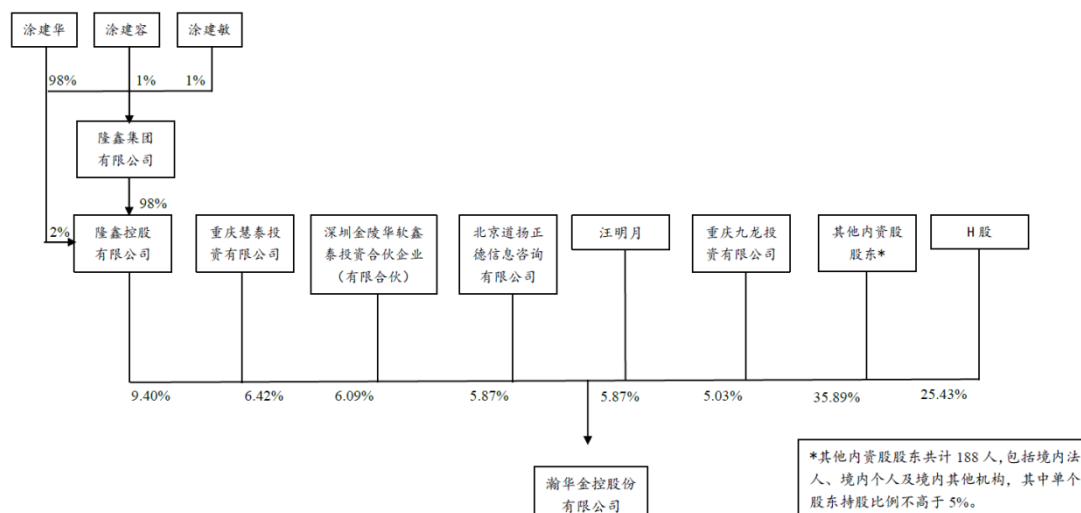 涂建华
涂建容
涂建敏
98%
1%
1%
隆鑫集团
有限公司
98%
2%
隆鑫控股
有限公司
重庆慧泰投
资有限公司
深圳金陵华软鑫
泰投资合伙企业
（有限合伙）
北京道扬正
德信息咨询
有限公司
汪明月
重庆九龙投
资有限公司
其他内资股
股东*
H 股
9.40%
6.42%
6.09%
5.87%
5.87%
5.03%
35.89%
25.43%
瀚华金控股份
有限公司
*其他内资股股东共计 188 人,包括境内法
人、境内个人及境内其他机构，其中单个
股东持股比例不高于 5%。